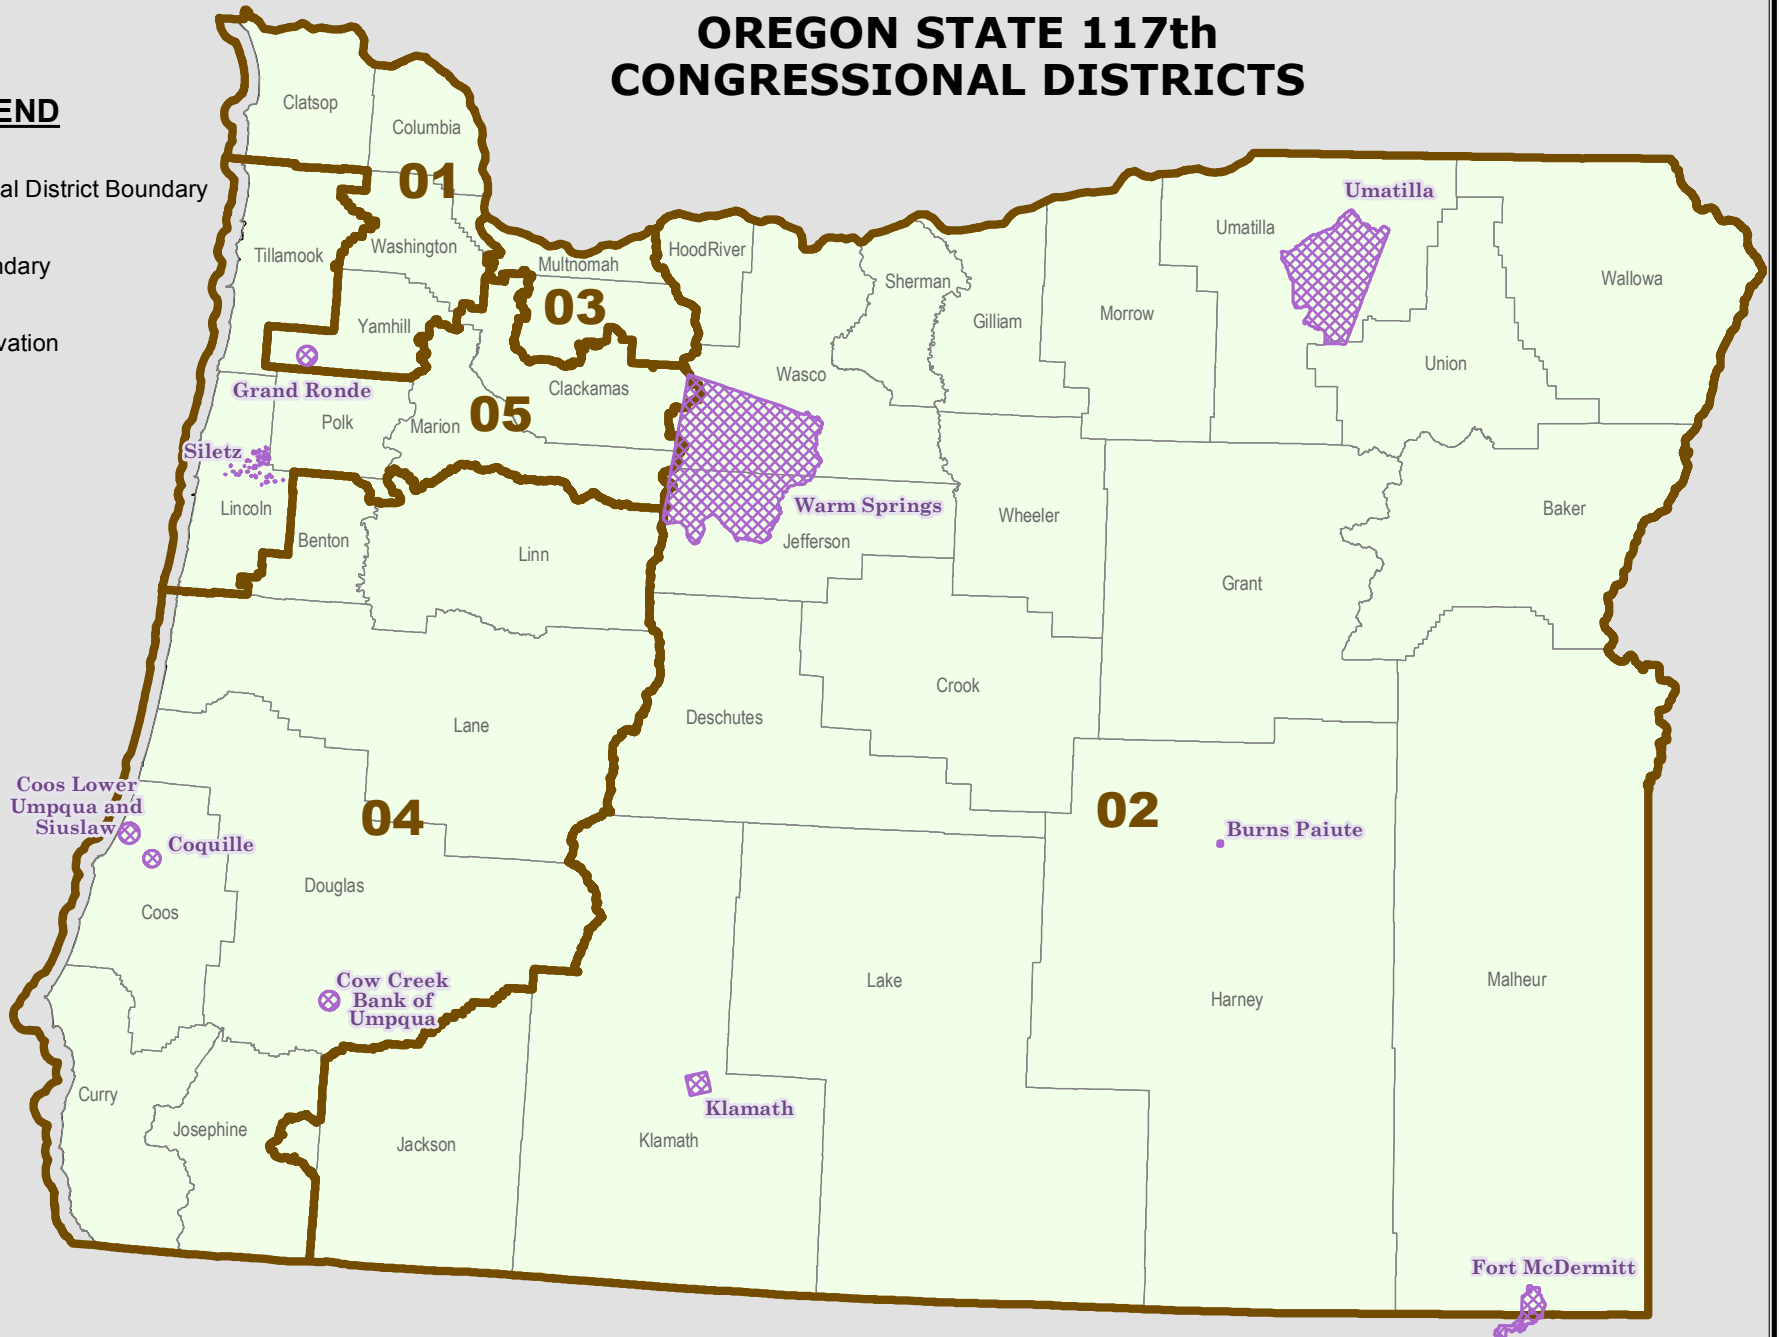 OREGON STATE 117th
CONGRESSIONAL DISTRICTS
END
al District Boundary
ndary
vation
Clatsop
Columbia
01
Tillamook
Washington
Multnomah
HoodRiver
Sherman
Gilliam
Morrow
Umatilla
Umatilla
Wallowa
03
Yamhill
Grand Ronde
Clackamas
Wasco
Union
Polk
Marion
05
Siletz
Lincoln
Benton
Linn
Warm Springs
Jefferson
Wheeler
Grant
Baker
Crook
Deschutes
Lane
Coos Lower
Umpqua and
Siuslaw
Coquille
04
02
Burns Paiute
Douglas
Coos
Cow Creek
Bank of
Umpqua
Lake
Harney
Malheur
Curry
Josephine
Jackson
Klamath
Klamath
Fort McDermitt